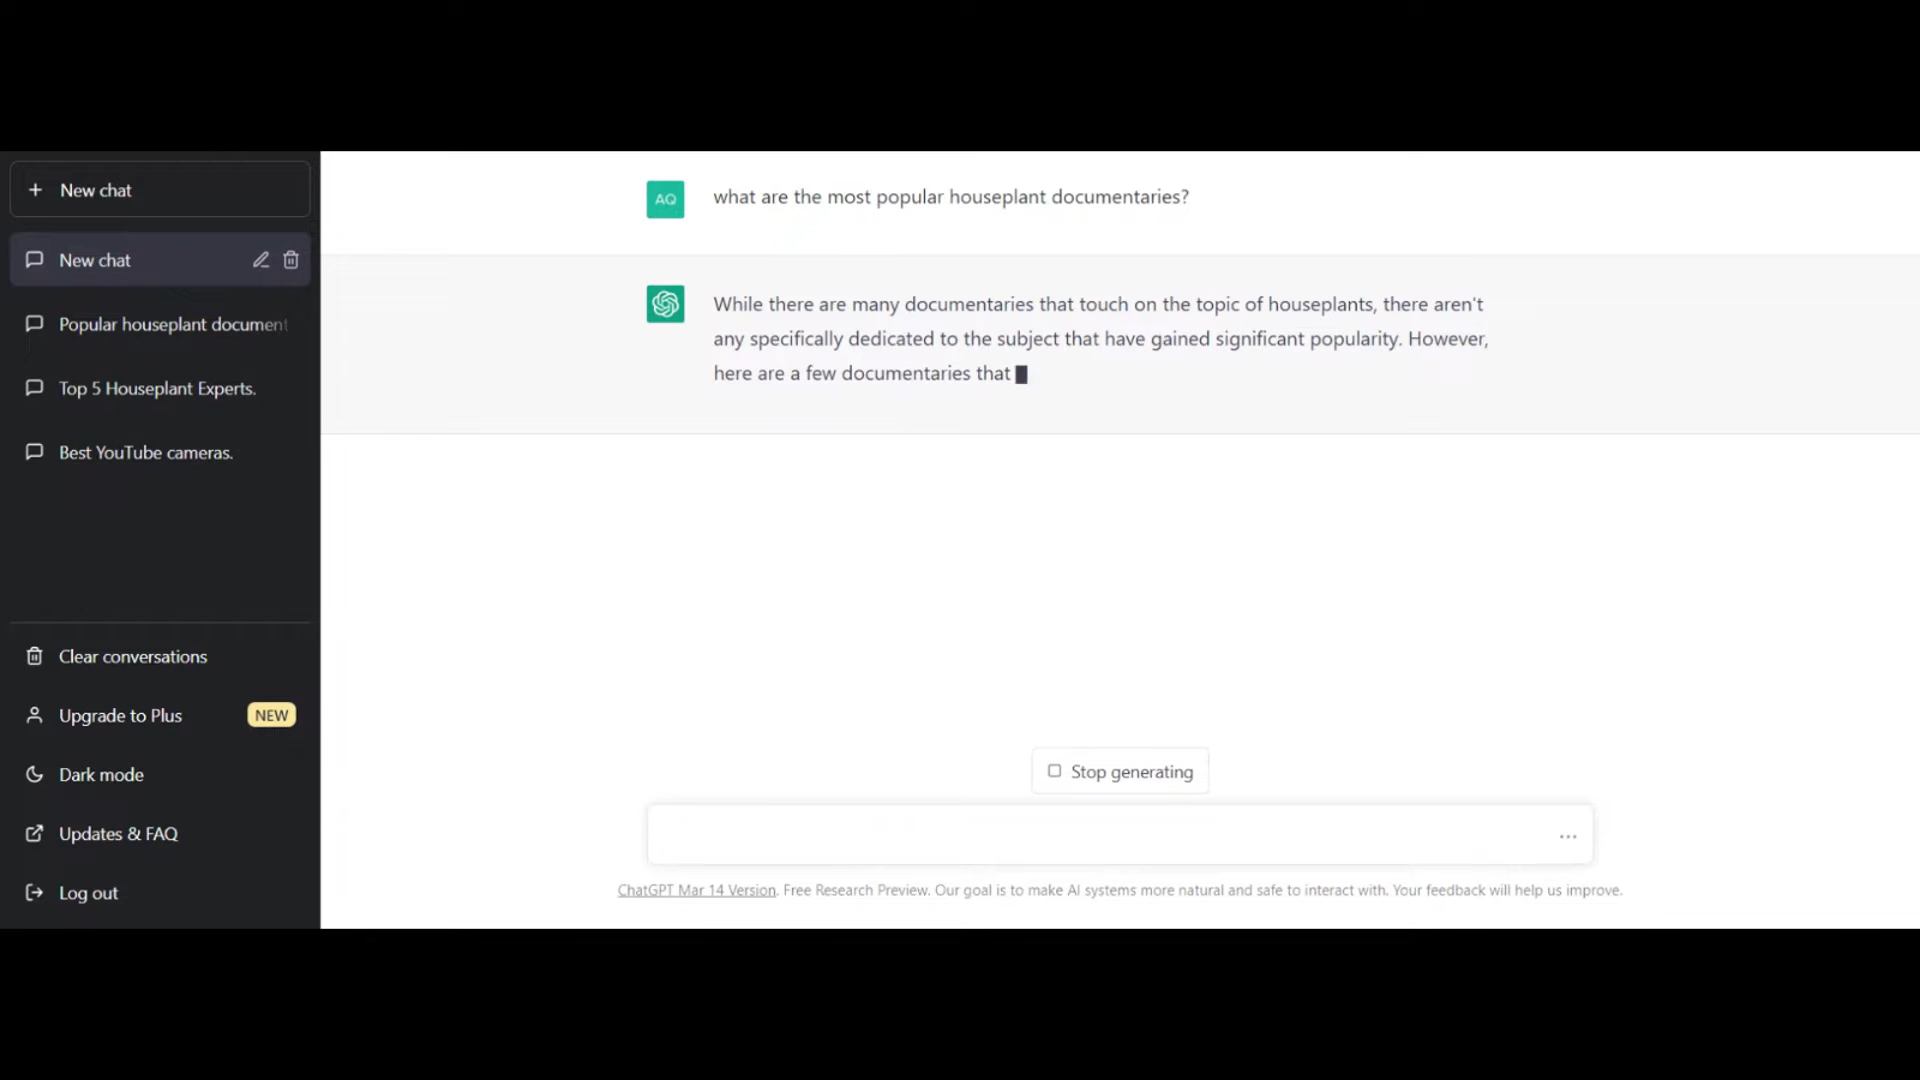 New chat
New chat
Popular houseplant document
Top 5 Houseplant Experts.
Best YouTube cameras.
Clear conversations
Upgrade to Plus NEW
Dark mode
Updates & FAQ
Log out
AQ what are the most popular houseplant documentaries?
While there are many documentaries that touch on the topic of houseplants, there aren't
any specifically dedicated to the subject that have gained significant popularity. However,
here are a few documentaries that
Stop generating
ChatGPT Mar 14 Version. Free Research Preview. Our goal is to make AI systems more natural and safe to interact with. Your feedback will help us improve.